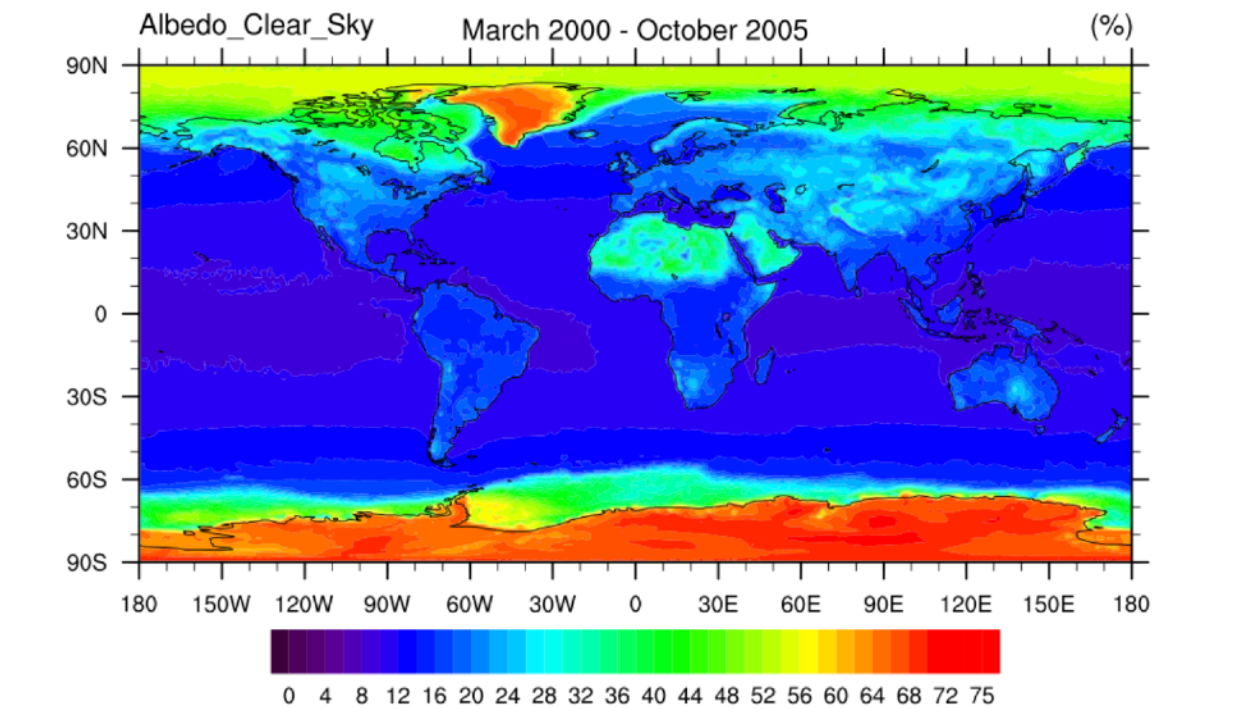 Albedo_Clear_Sky March 2000 - October 2005 (%)
90N
60N
30N
0
30S
60S
90S
180 150W 120W 90W 60W 30W 0 30E 60E 90E 120E 150E 180
0 4 8 12 16 20 24 28 32 36 40 44 48 52 56 60 64 68 72 75